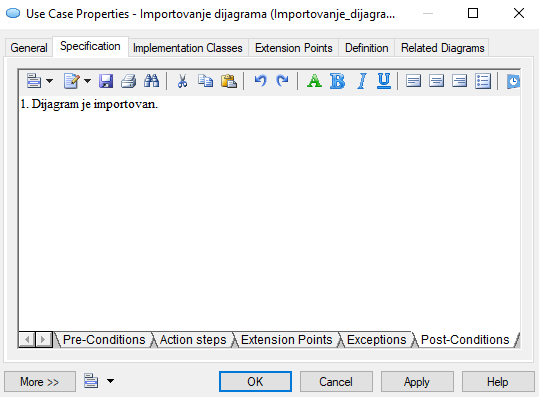 Use Case Properties - Importovanje dijagrama (Importovanje_dijagra...
General Specification Implementation Classes Extension Points Definition Related Diagrams
A B I U
1. Dijagram je importovan.
Pre-Conditions Action steps Extension Points Exceptions Post-Conditions
More >> OK Cancel Apply Help